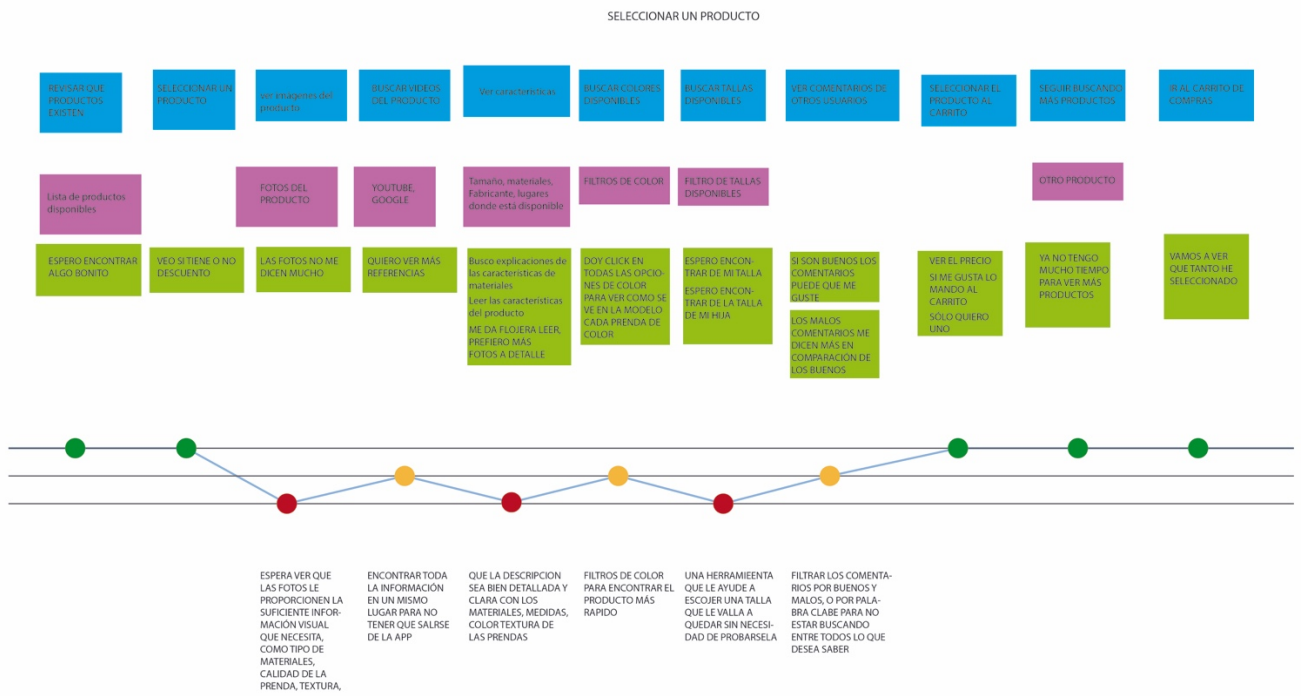 SELECCIONAR UN PRODUCTO
REVISAR QUE
PRODUCTOS
EXISTEN
SELECCIONAR UN
PRODUCTO
ver imágenes del
producto
BUSCAR VIDEOS
DEL PRODUCTO
Ver características
BUSCAR COLORES
DISPONIBLES
BUSCAR TALLAS
DISPONIBLES
VER COMENTARIOS DE
OTROS USUARIOS
SELECCIONAR EL
PRODUCTO AL
CARRITO
SEGUIR BUSCANDO
MÁS PRODUCTOS
IR AL CARRITO DE
COMPRAS
Lista de productos
disponibles
FOTOS DEL
PRODUCTO
YOUTUBE,
GOOGLE
Tamaño, materiales,
Fabricante, lugares
donde está disponible
FILTROS DE COLOR
FILTRO DE TALLAS
DISPONIBLES
OTRO PRODUCTO
ESPERO ENCONTRAR
ALGO BONITO
VEO SI TIENE O NO
DESCUENTO
LAS FOTOS NO ME
DICEN MUCHO
QUIERO VER MÁS
REFERENCIAS
Busco explicaciones de
las características de
materiales
Leer las características
del producto
ME DA FLOJERA LEER,
PREFIERO MÁS
FOTOS A DETALLE
DOY CLICK EN
TODAS LAS OPCIO-
NES DE COLOR
PARA VER COMO SE
VE EN LA MODELO
CADA PRENDA DE
COLOR
ESPERO ENCON-
TRAR DE MI TALLA
ESPERO ENCON-
TRAR DE LA TALLA
DE MI HIJA
SI SON BUENOS LOS
COMENTARIOS
PUEDE QUE ME
GUSTE
LOS MALOS
COMENTARIOS ME
DICEN MÁS EN
COMPARACIÓN DE
LOS BUENOS
VER EL PRECIO
SI ME GUSTA LO
MANDO AL
CARRITO
SÓLO QUIERO
UNO
YA NO TENGO
MUCHO TIEMPO
PARA VER MÁS
PRODUCTOS
VAMOS A VER
QUE TANTO HE
SELECCIONADO
ESPERA VER QUE
LAS FOTOS LE
PROPORCIONEN LA
SUFICIENTE INFOR-
MACIÓN VISUAL
QUE NECESITA,
COMO TIPO DE
MATERIALES,
CALIDAD DE LA
PRENDA, TEXTURA,
ENCONTRAR TODA
LA INFORMACIÓN
EN UN MISMO
LUGAR PARA NO
TENER QUE SALRSE
DE LA APP
QUE LA DESCRIPCION
SEA BIEN DETALLADA Y
CLARA CON LOS
MATERIALES, MEDIDAS,
COLOR TEXTURA DE
LAS PRENDAS
FILTROS DE COLOR
PARA ENCONTRAR EL
PRODUCTO MÁS
RAPIDO
UNA HERRAMIEENTA
QUE LE AYUDE A
ESCOJER UNA TALLA
QUE LE VALLA A
QUEDAR SIN NECESI-
DAD DE PROBARSELA
FILTRAR LOS COMENTA-
RIOS POR BUENOS Y
MALOS, O POR PALA-
BRA CLABE PARA NO
ESTAR BUSCANDO
ENTRE TODOS LO QUE
DESEA SABER